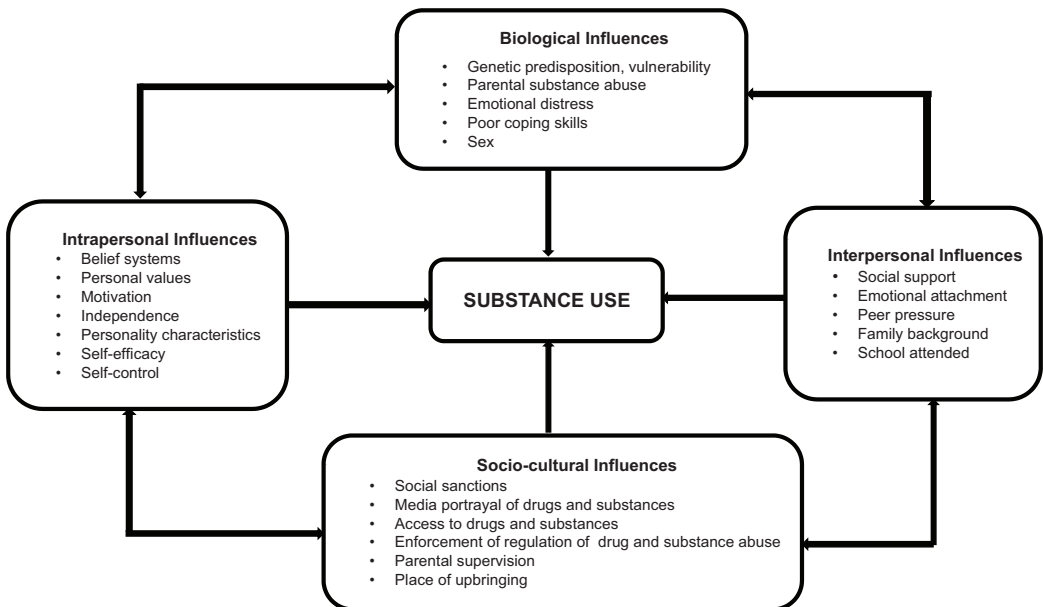 Biological Influences
• Genetic predisposition, vulnerability
• Parental substance abuse
• Emotional distress
• Poor coping skills
• Sex
Intrapersonal Influences
• Belief systems
• Personal values
• Motivation
• Independence
• Personality characteristics
• Self-efficacy
• Self-control
SUBSTANCE USE
Interpersonal Influences
• Social support
• Emotional attachment
• Peer pressure
• Family background
• School attended
Socio-cultural Influences
• Social sanctions
• Media portrayal of drugs and substances
• Access to drugs and substances
• Enforcement of regulation of drug and substance abuse
• Parental supervision
• Place of upbringing